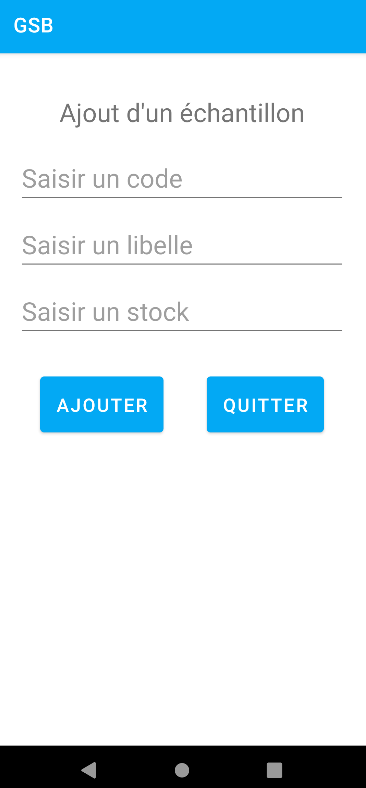 GSB
Ajout d'un échantillon
Saisir un code
Saisir un libelle
Saisir un stock
AJOUTER
QUITTER